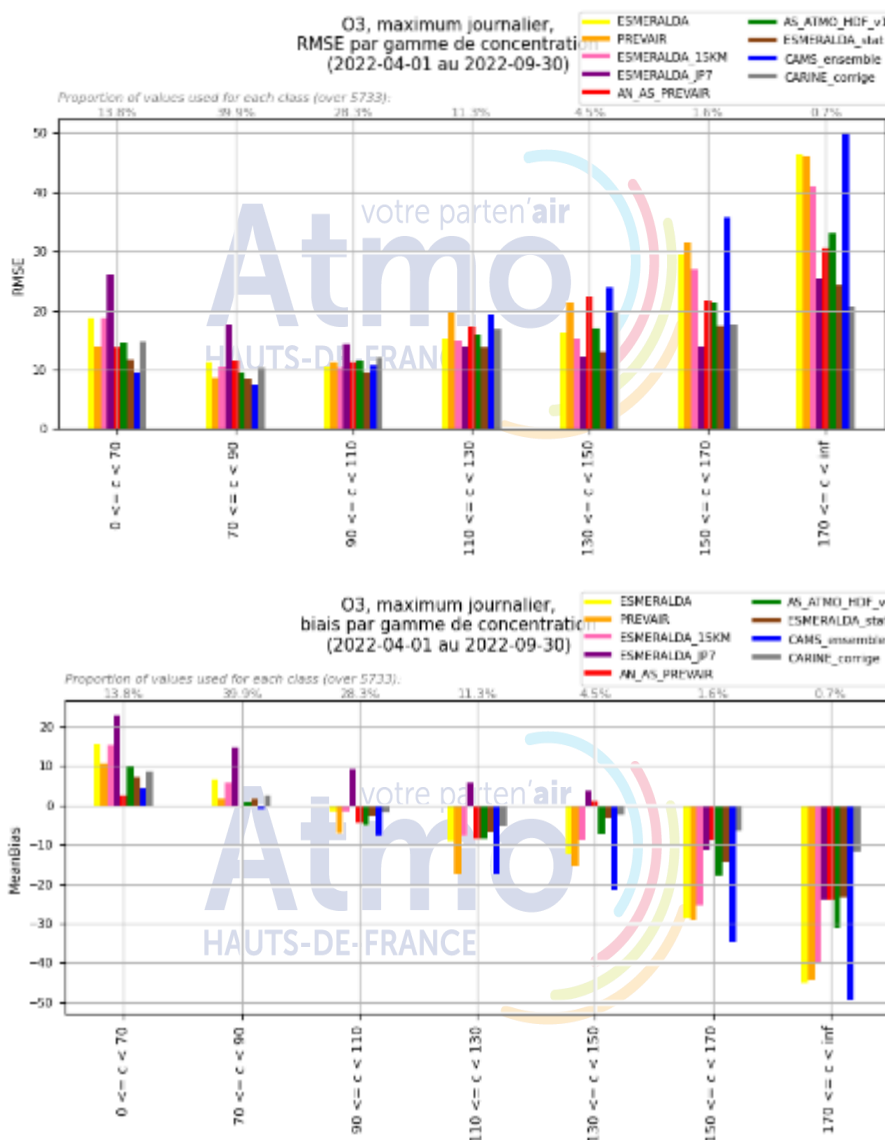 O3, maximum journalier,
RMSE par gamme de concentration
(2022-04-01 au 2022-09-30)
ESMERALDA
PREVAIR
ESMERALDA_15KM
ESMERALDA_JP7
AN_AS_PREVAIR
AS_ATMO_HDF_v1
ESMERALDA_stat
CAMS_ensemble
CARINE_corrige
Proportion of values used for each class (over 5733):
13.8% 39.9% 28.3% 11.3% 4.5% 1.6% 0.7%
50
40
30
20
10
0
RMSE
votre parten'air
Atmo
HAUTS-DE-FRANCE
0 <= c < 70
70 <= c < 90
90 <= c < 110
110 <= c < 130
130 <= c < 150
150 <= c < 170
170 <= c < inf
O3, maximum journalier,
biais par gamme de concentration
(2022-04-01 au 2022-09-30)
ESMERALDA
PREVAIR
ESMERALDA_15KM
ESMERALDA_JP7
AN_AS_PREVAIR
AS_ATMO_HDF_v
ESMERALDA_stat
CAMS_ensemble
CARINE_corrige
Proportion of values used for each class (over 5733):
13.8% 39.9% 28.3% 11.3% 4.5% 1.6% 0.7%
20
10
0
−10
−20
−30
−40
−50
MeanBias
votre parten'air
Atmo
HAUTS-DE-FRANCE
0 <= c < 70
70 <= c < 90
90 <= c < 110
110 <= c < 130
130 <= c < 150
150 <= c < 170
170 <= c < inf